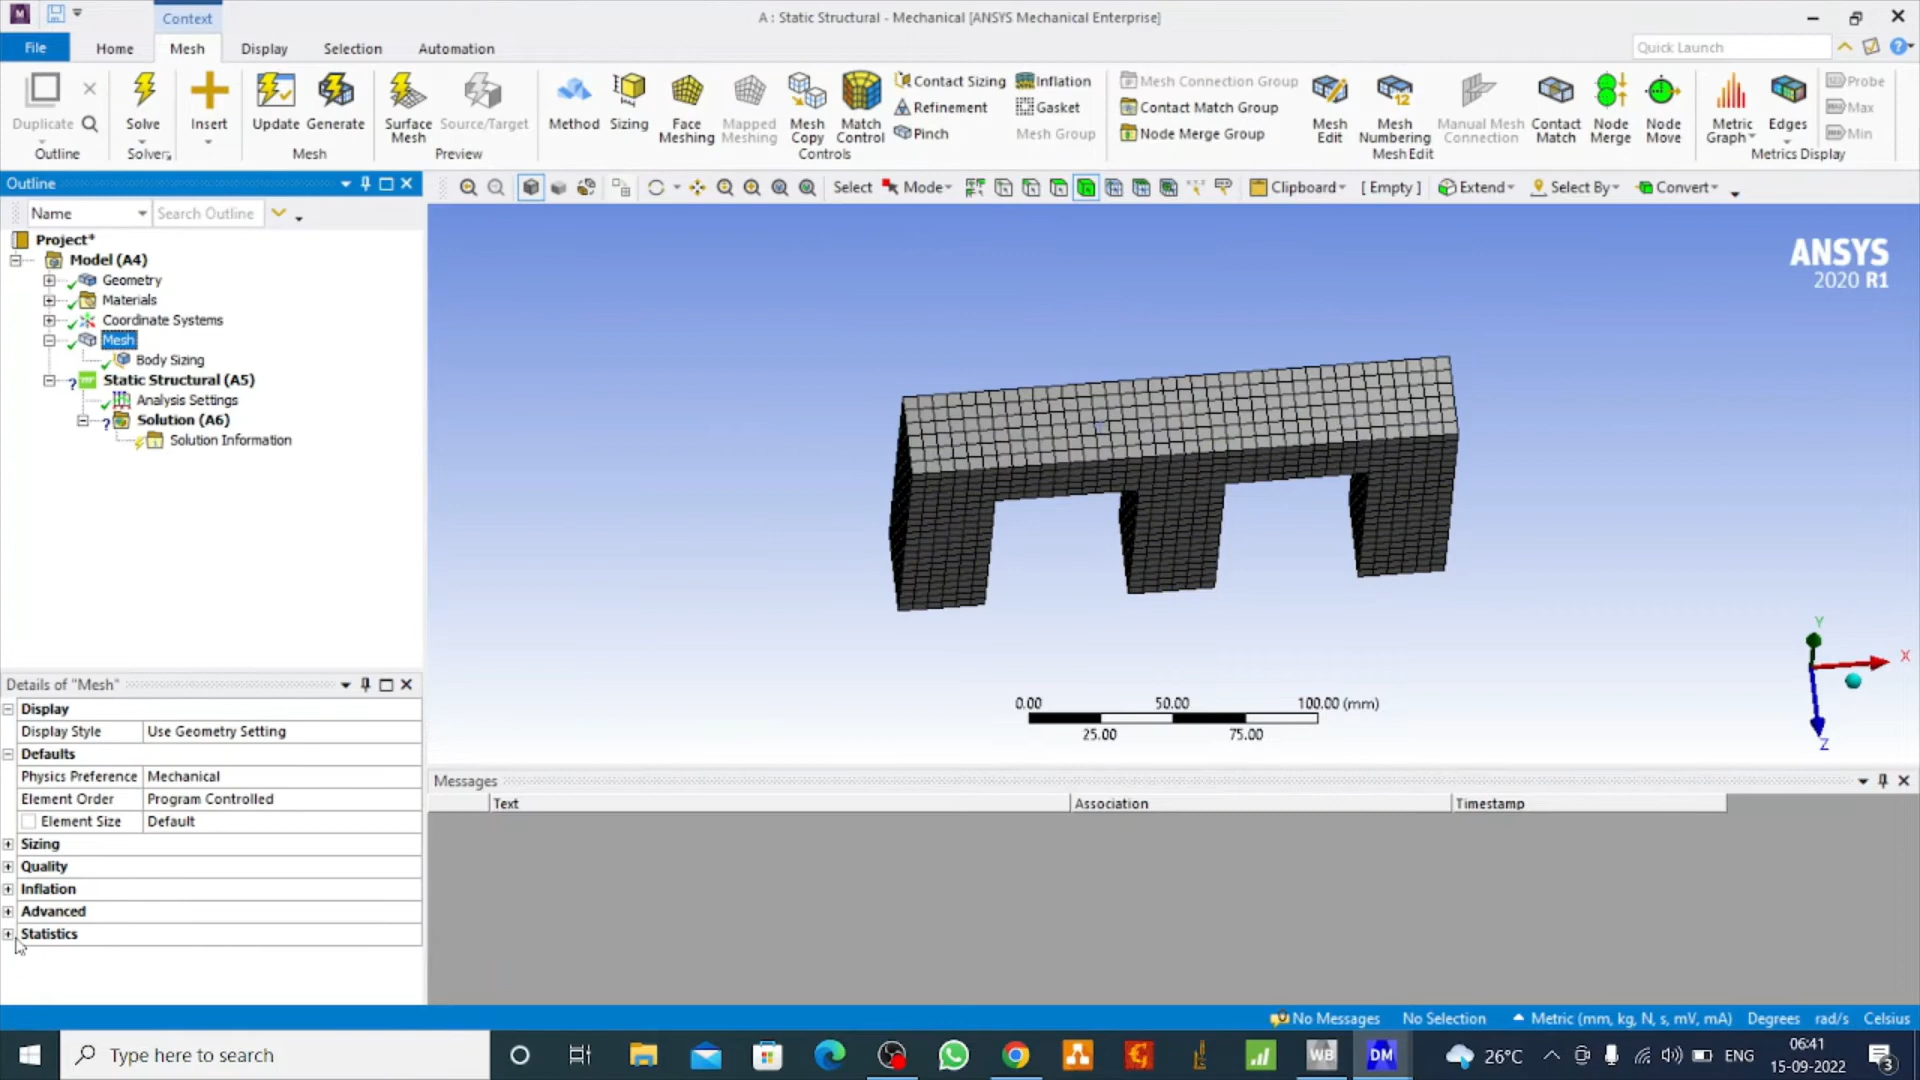 Context
A : Static Structural - Mechanical [ANSYS Mechanical Enterprise]
File Home Mesh Display Selection Automation
Quick Launch
Duplicate Solve Insert Update Generate Surface Mesh Source/Target Method Sizing Face Meshing Mapped Meshing Mesh Copy Match Control
Contact Sizing Inflation
Refinement Gasket
Pinch Mesh Group
Mesh Connection Group
Contact Match Group
Node Merge Group
Mesh Edit Mesh Numbering Manual Mesh Connection Contact Match Node Merge Node Move Metric Graph Edges
Probe
Max
Min
Outline Solver Mesh Preview Controls Mesh Edit Metrics Display
Outline
Select Mode Clipboard [ Empty ] Extend Select By Convert
Name Search Outline
Project*
Model (A4)
Geometry
Materials
Coordinate Systems
Mesh
Body Sizing
Static Structural (A5)
Analysis Settings
Solution (A6)
Solution Information
ANSYS
2020 R1
Y
X
Z
0.00 50.00 100.00 (mm)
25.00 75.00
Details of "Mesh"
Display
Display Style Use Geometry Setting
Defaults
Physics Preference Mechanical
Element Order Program Controlled
Element Size Default
Sizing
Quality
Inflation
Advanced
Statistics
Messages
Text Association Timestamp
No Messages No Selection Metric (mm, kg, N, s, mV, mA) Degrees rad/s Celsius
Type here to search
WB DM
26°C ENG
06:41
15-09-2022
3